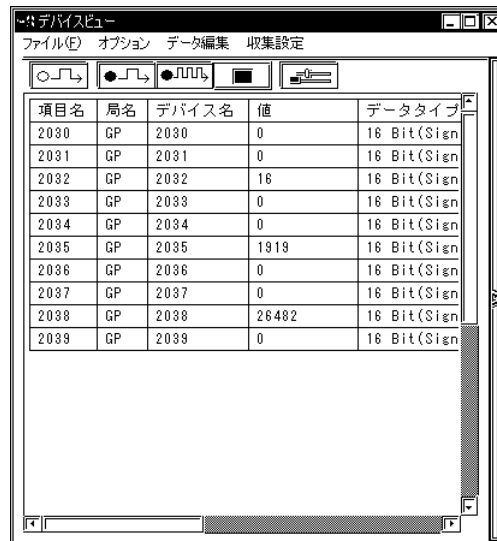 デバイスビュー
ファイル(F) オプション データ編集 収集設定
項目名 局名 デバイス名 値 データタイプ
2030 GP 2030 0 16 Bit(Sign
2031 GP 2031 0 16 Bit(Sign
2032 GP 2032 16 16 Bit(Sign
2033 GP 2033 0 16 Bit(Sign
2034 GP 2034 0 16 Bit(Sign
2035 GP 2035 1919 16 Bit(Sign
2036 GP 2036 0 16 Bit(Sign
2037 GP 2037 0 16 Bit(Sign
2038 GP 2038 26482 16 Bit(Sign
2039 GP 2039 0 16 Bit(Sign